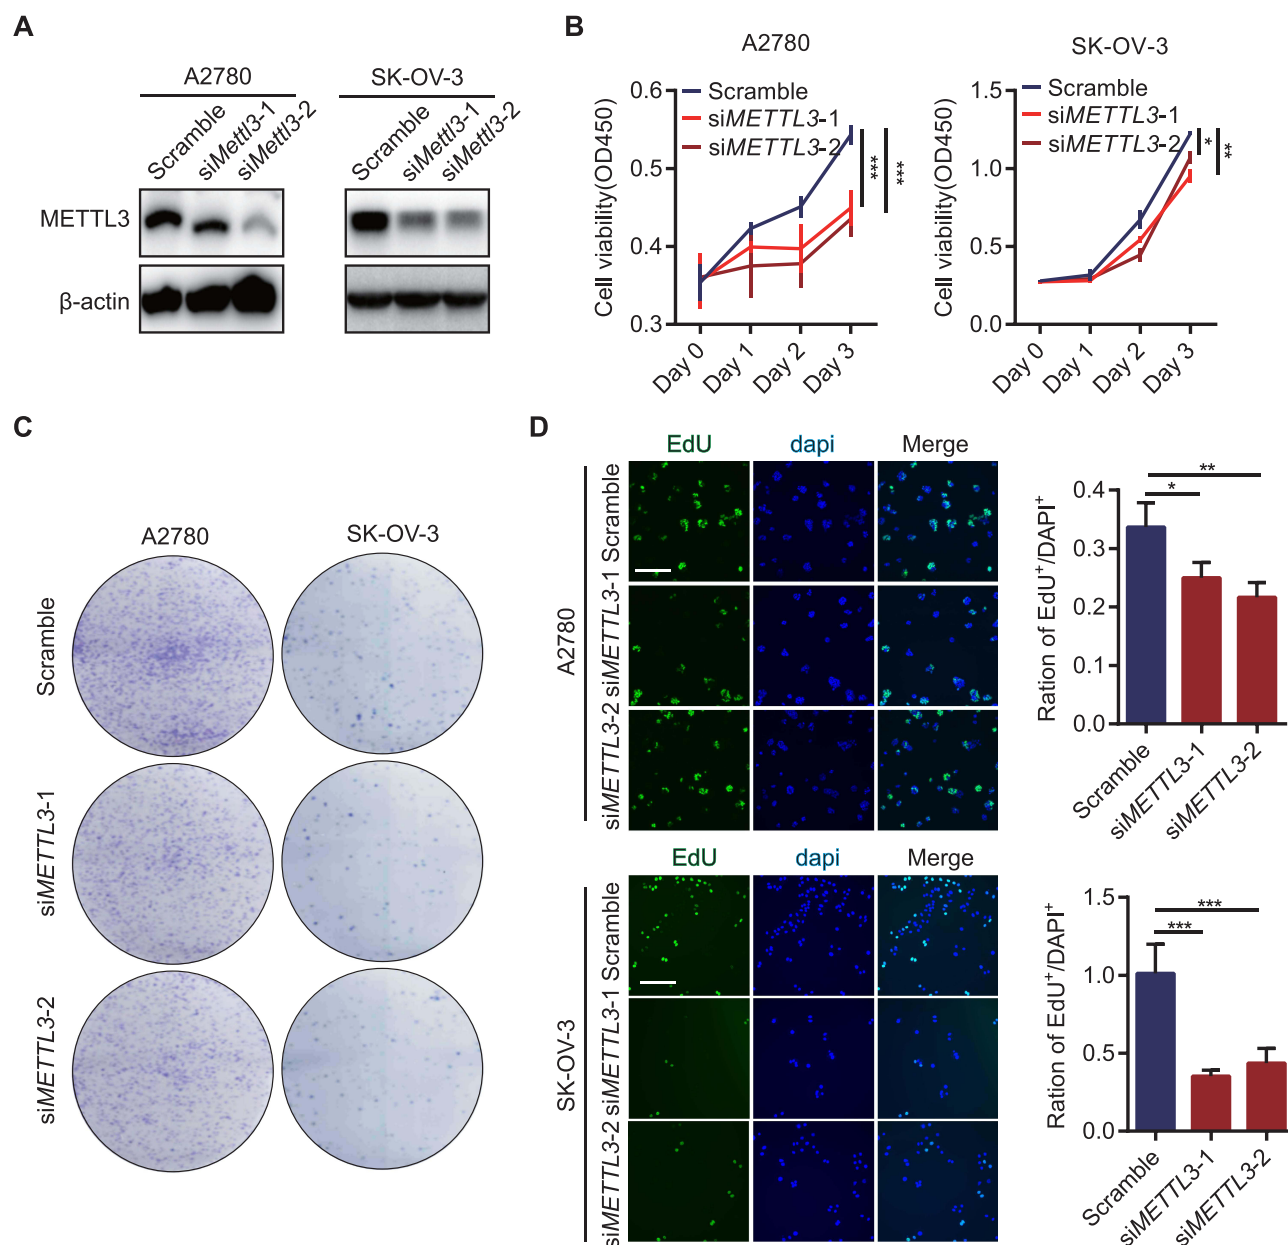 A
A2780
SK-OV-3
Scramble
siMettl3-1
siMettl3-2
Scramble
siMettl3-1
siMettl3-2
METTL3
β-actin
B
A2780
Cell viability(OD450)
0.6
0.5
0.4
0.3
Scramble
siMETTL3-1
siMETTL3-2
***
***
Day 0
Day 1
Day 2
Day 3
SK-OV-3
Cell viability(OD450)
1.5
1.0
0.5
0.0
Scramble
siMETTL3-1
siMETTL3-2
*
**
Day 0
Day 1
Day 2
Day 3
C
A2780
SK-OV-3
Scramble
siMETTL3-1
siMETTL3-2
D
EdU
dapi
Merge
A2780
Scramble
siMETTL3-1
siMETTL3-2
Ration of EdU⁺/DAPI⁺
0.4
0.3
0.2
0.1
0.0
**
*
Scramble
siMETTL3-1
siMETTL3-2
EdU
dapi
Merge
SK-OV-3
Scramble
siMETTL3-1
siMETTL3-2
Ration of EdU⁺/DAPI⁺
1.5
1.0
0.5
0.0
***
***
Scramble
siMETTL3-1
siMETTL3-2